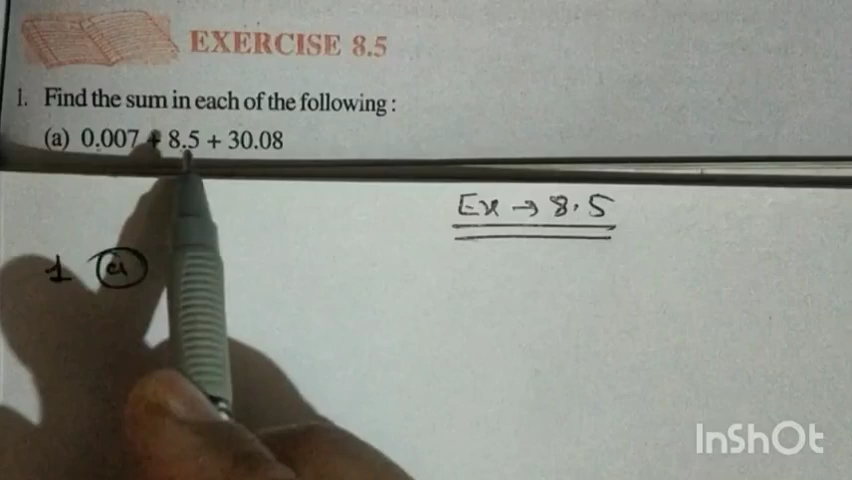 EXERCISE 8.5
1. Find the sum in each of the following :
(a) 0.007 + 8.5 + 30.08
Ex → 8.5
1 (a)
InShOt